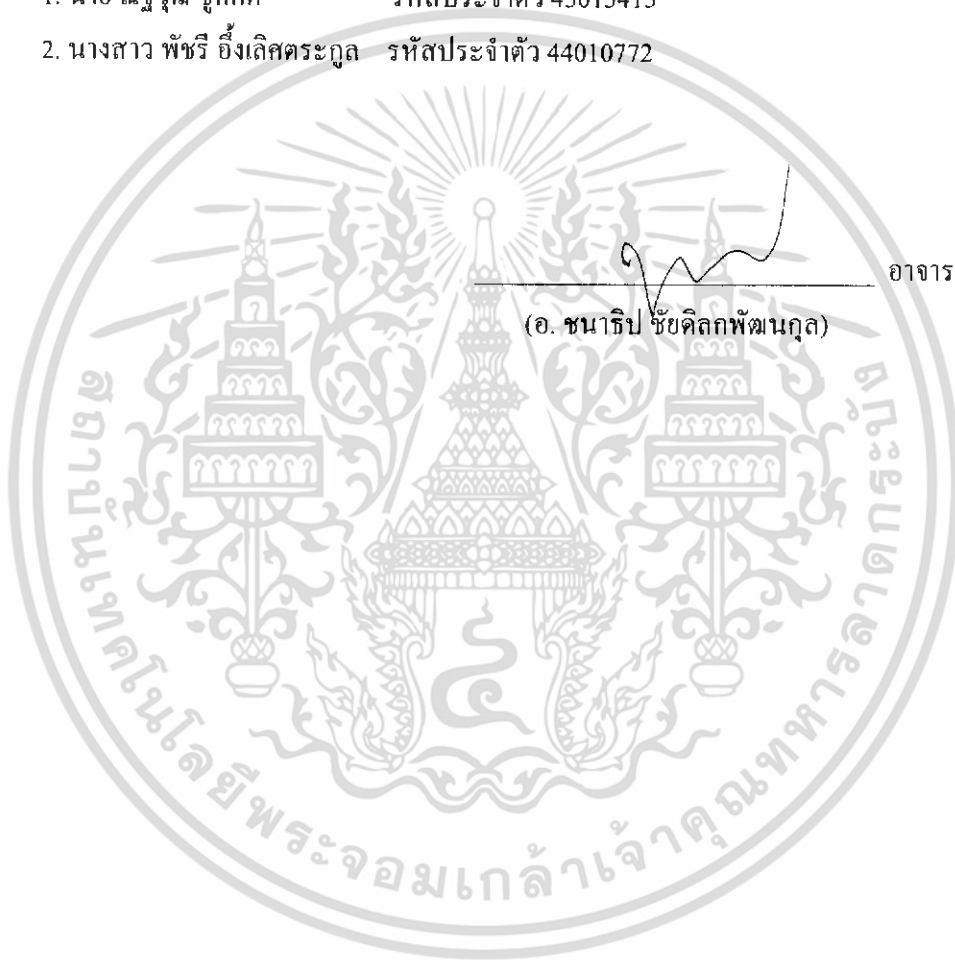 1. นาย
2. นางสาว พัชรี อึ้งเลิศตระกูล รหัสประจำตัว 44010772
อาจาร
(อ. ชนาธิป ชัยดิลกพัฒนกุล)
สถาบันเทคโนโลยีพระจอมเกล้าเจ้าคุณทหารลาดกระบัง